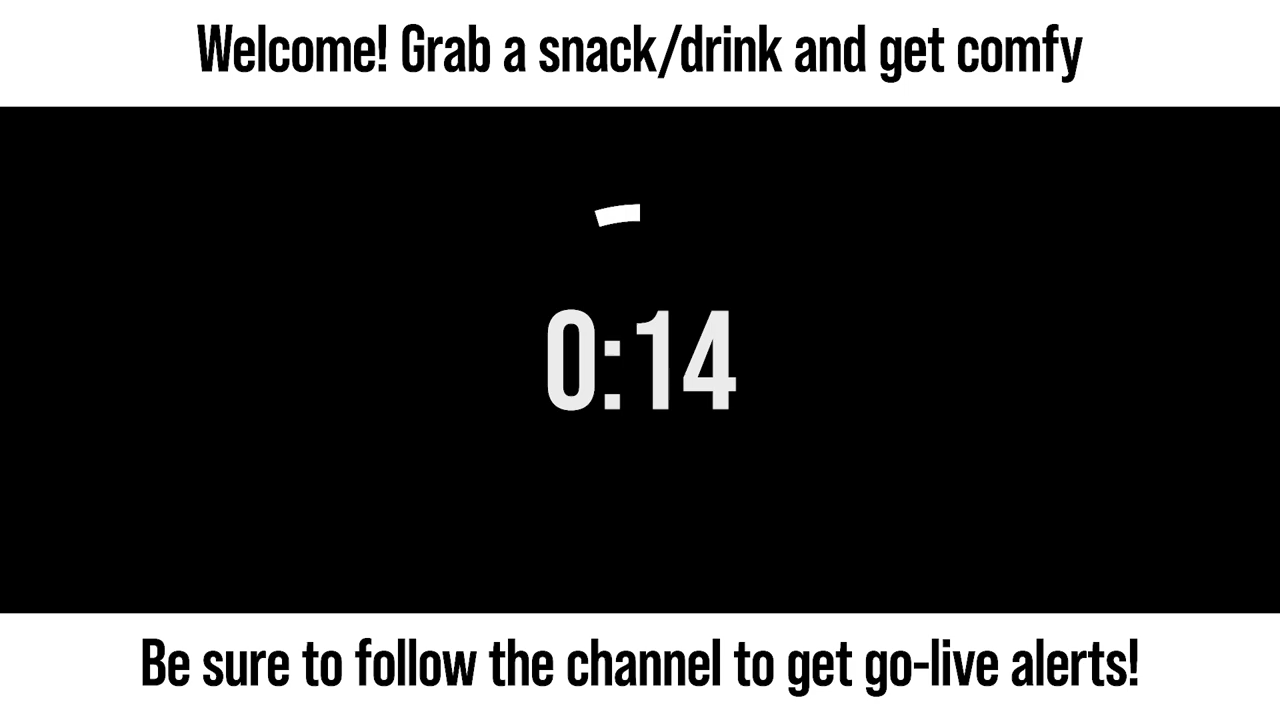 Welcome! Grab a snack/drink and get comfy
0:14
Be sure to follow the channel to get go-live alerts!